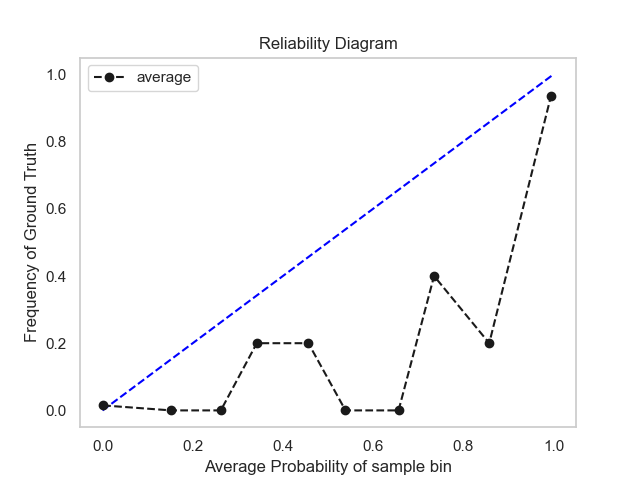 Reliability Diagram
average
1.0
0.8
0.6
0.4
0.2
0.0
Frequency of Ground Truth
0.0 0.2 0.4 0.6 0.8 1.0
Average Probability of sample bin